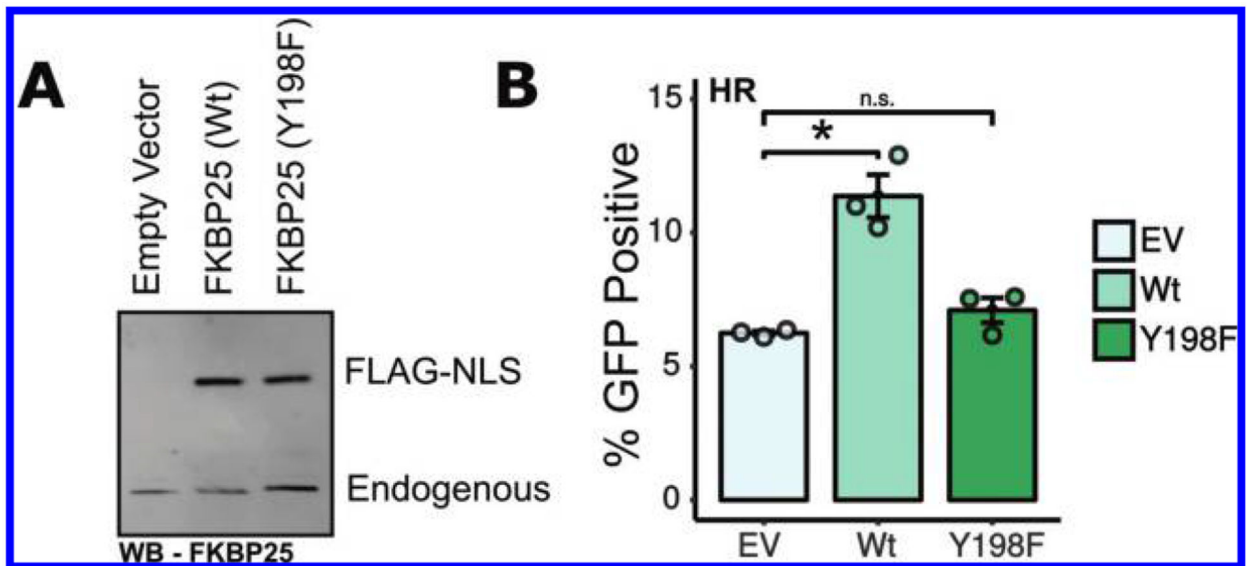 A
Empty Vector
FKBP25 (Wt)
FKBP25 (Y198F)
FLAG-NLS
Endogenous
WB - FKBP25
B
HR
n.s.
*
% GFP Positive
15
10
5
0
EV
Wt
Y198F
EV
Wt
Y198F